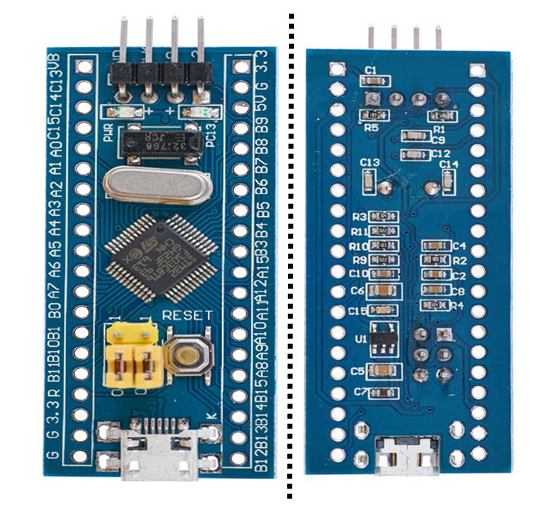 VB
C13
C14
C15
A0
A1
A2
A3
A4
A5
A6
A7
B0
B1
B10
B11
R
3.3
G
G
3.3
G
5V
B9
B8
B7
B6
B5
B4
B3
A15
A12
A11
A10
A9
A8
B15
B14
B13
B12
PWR
PC13
32.768
JCR
RESET
K
C1
R5
R1
C9
C12
C13
C14
R3
R11
R10
R9
C10
C6
C15
U1
C5
C7
C4
R2
C2
C8
R4